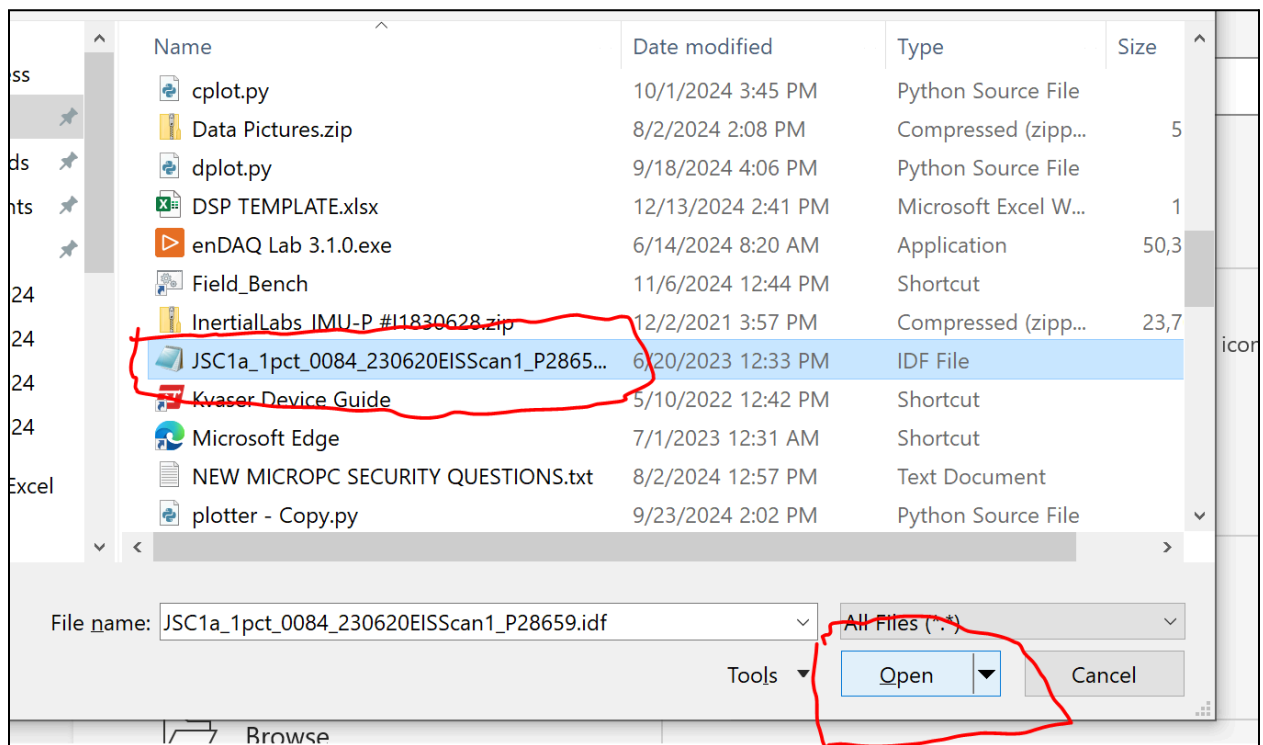 Name Date modified Type Size
ss
cplot.py 10/1/2024 3:45 PM Python Source File
Data Pictures.zip 8/2/2024 2:08 PM Compressed (zipp... 5
ds dplot.py 9/18/2024 4:06 PM Python Source File
nts DSP TEMPLATE.xlsx 12/13/2024 2:41 PM Microsoft Excel W... 1
enDAQ Lab 3.1.0.exe 6/14/2024 8:20 AM Application 50,3
24 Field_Bench 11/6/2024 12:44 PM Shortcut
24 InertialLabs IMU-P #I1830628.zip 12/2/2021 3:57 PM Compressed (zipp... 23,7
JSC1a_1pct_0084_230620EISScan1_P2865... 6/20/2023 12:33 PM IDF File icon
24 Kvaser Device Guide 5/10/2022 12:42 PM Shortcut
24 Microsoft Edge 7/1/2023 12:31 AM Shortcut
Excel NEW MICROPC SECURITY QUESTIONS.txt 8/2/2024 12:57 PM Text Document
plotter - Copy.py 9/23/2024 2:02 PM Python Source File
File name: JSC1a_1pct_0084_230620EISScan1_P28659.idf All Files (*.*)
Tools Open Cancel
Browse